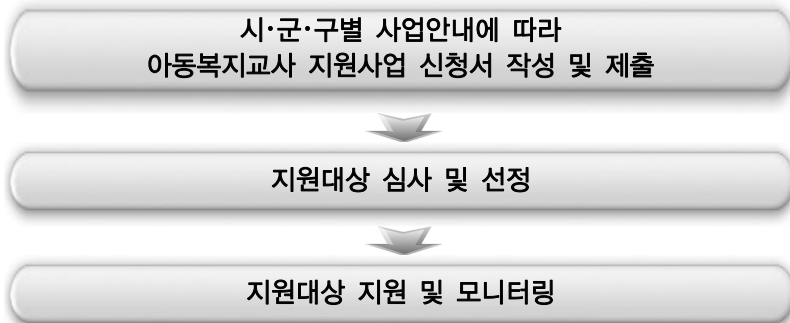 시·군·구별 사업안내에 따라
아동복지교사 지원사업 신청서 작성 및 제출
지원대상 심사 및 선정
지원대상 지원 및 모니터링